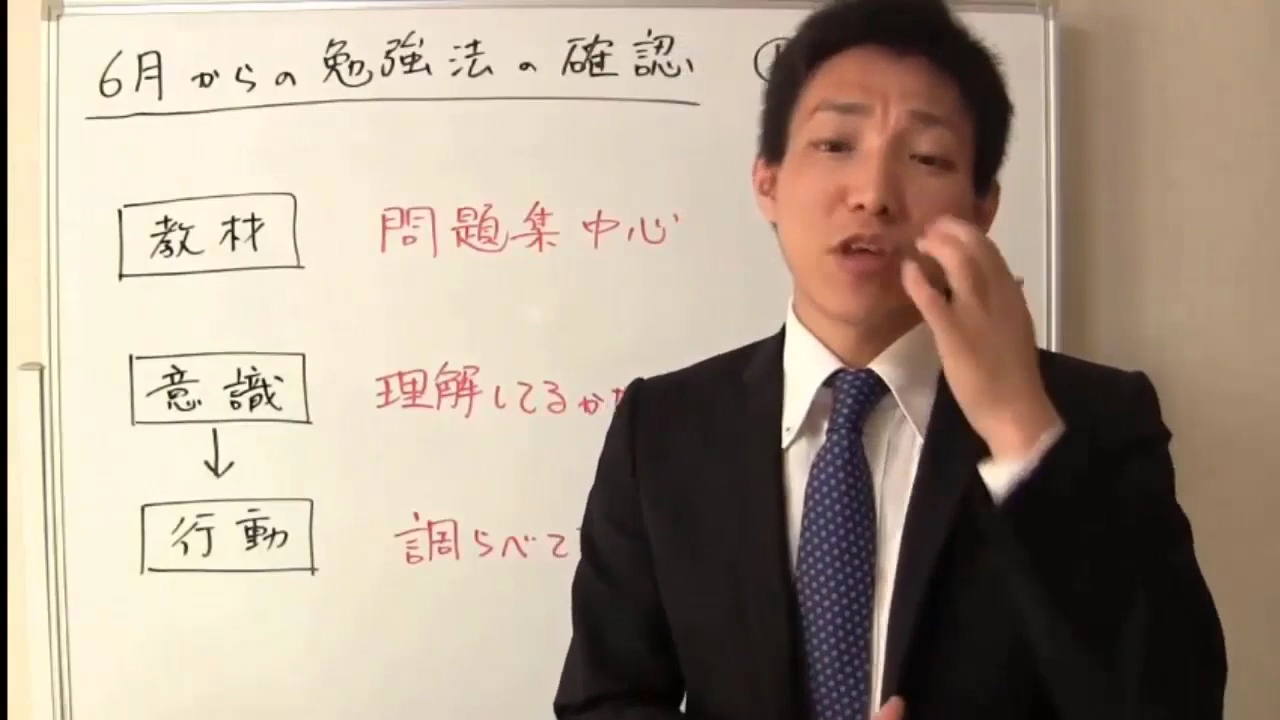 6月からの勉強法の確認
教材 問題集中心
意識 理解してるか
行動 調らべて